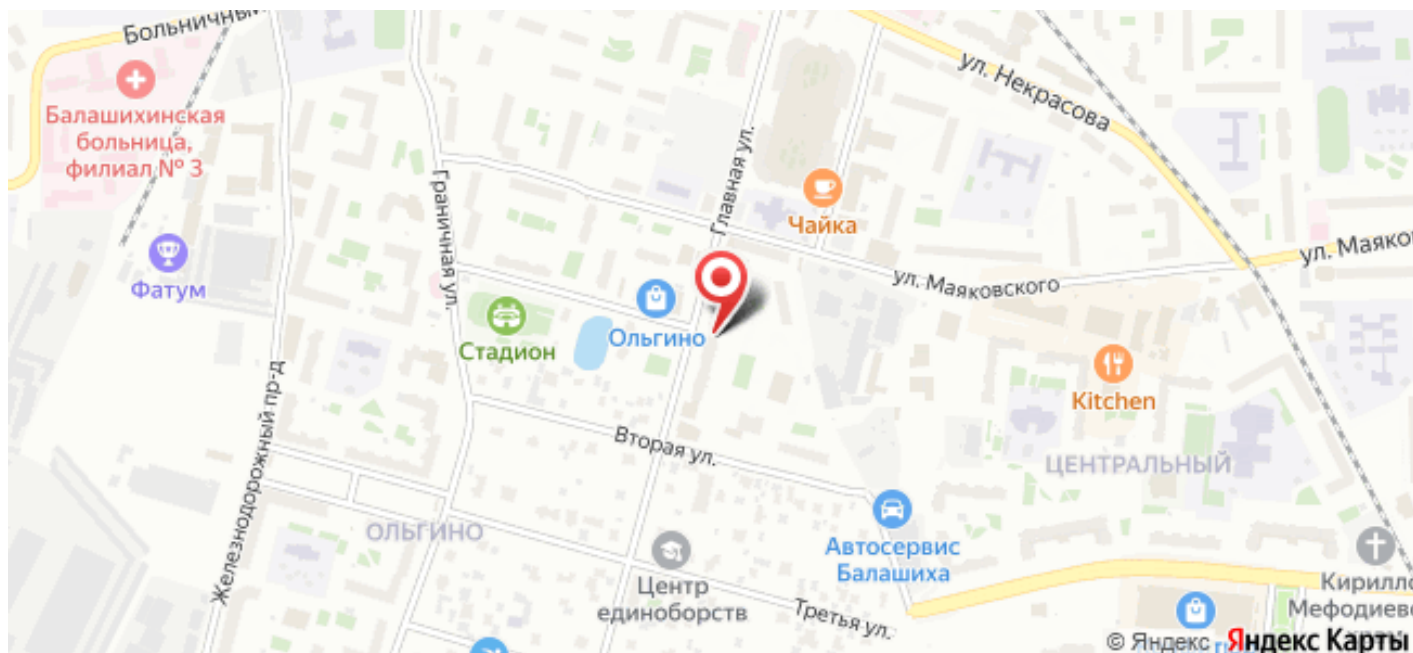 Больничный
ул. Некрасова
Балашихинская
больница,
филиал № 3
Главная ул.
Граничная ул.
Чайка
ул. Маяковского
ул. Маяко
Фатум
Стадион
Ольгино
Kitchen
Железнодорожный пр-д
Вторая ул.
ЦЕНТРАЛЬНЫЙ
ОЛЬГИНО
Автосервис
Балашиха
Центр
единоборств
Третья ул.
Кирилло
Мефодиевс
© Яндекс Яндекс Карты